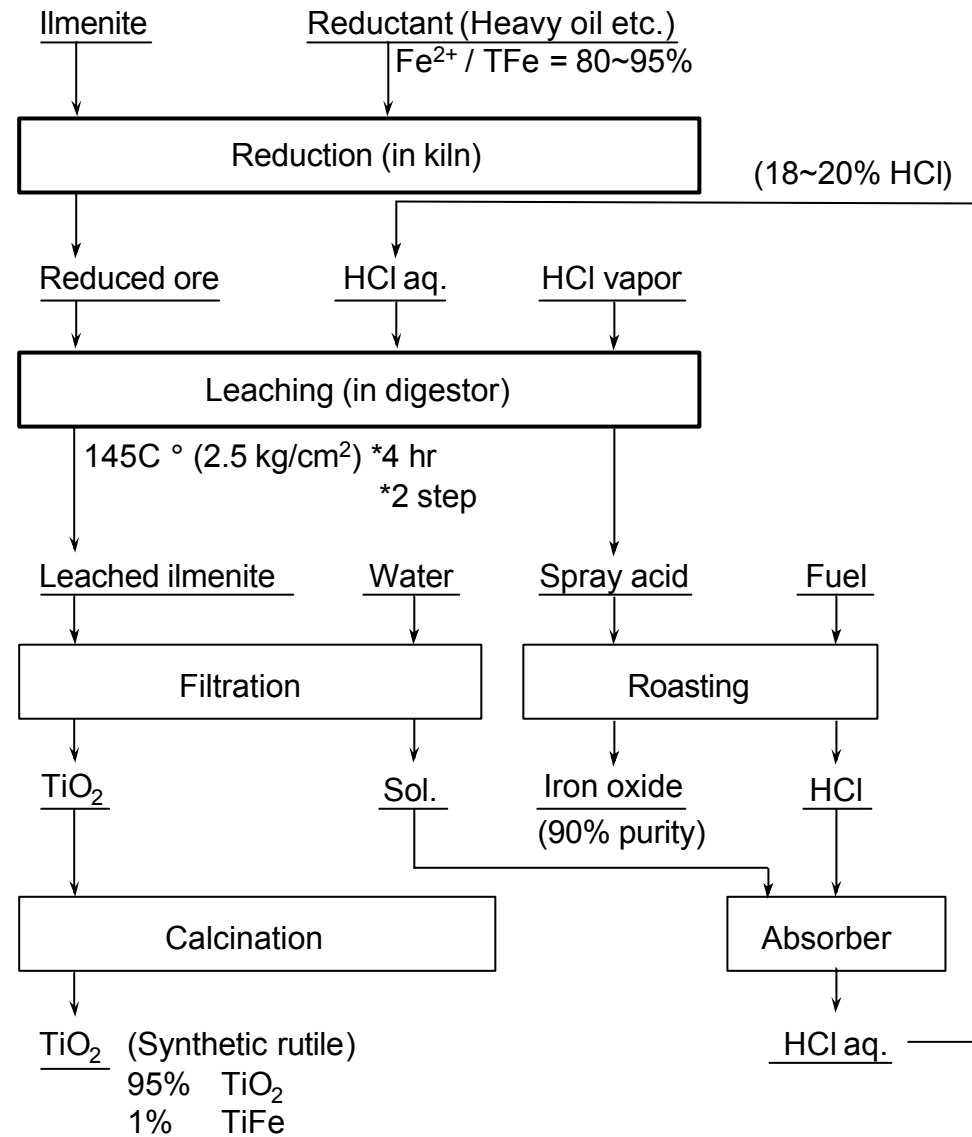 Ilmenite
Reductant (Heavy oil etc.)
Fe²⁺ / TFe = 80~95%
Reduction (in kiln)
(18~20% HCl)
Reduced ore
HCl aq.
HCl vapor
Leaching (in digestor)
145C ° (2.5 kg/cm²) *4 hr
*2 step
Leached ilmenite
Water
Spray acid
Fuel
Filtration
Roasting
TiO₂
Sol.
Iron oxide
HCl
(90% purity)
Calcination
Absorber
TiO₂ (Synthetic rutile)
HCl aq.
95% TiO₂
1% TiFe